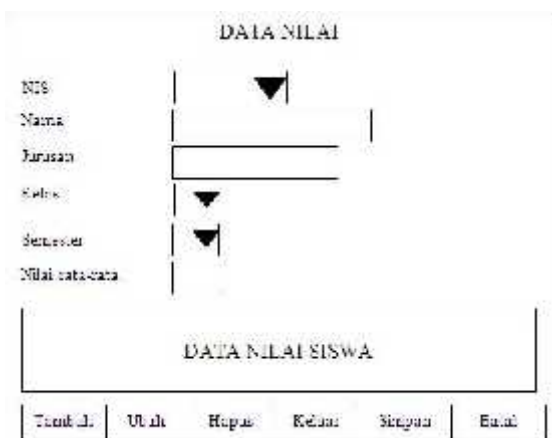 DATA NILAI
NIS
Nama
Jurusan
Kelas
Semester
Nilai rata-rata
DATA NILAI SISWA
Tambah Ubah Hapus Keluar Simpan Batal